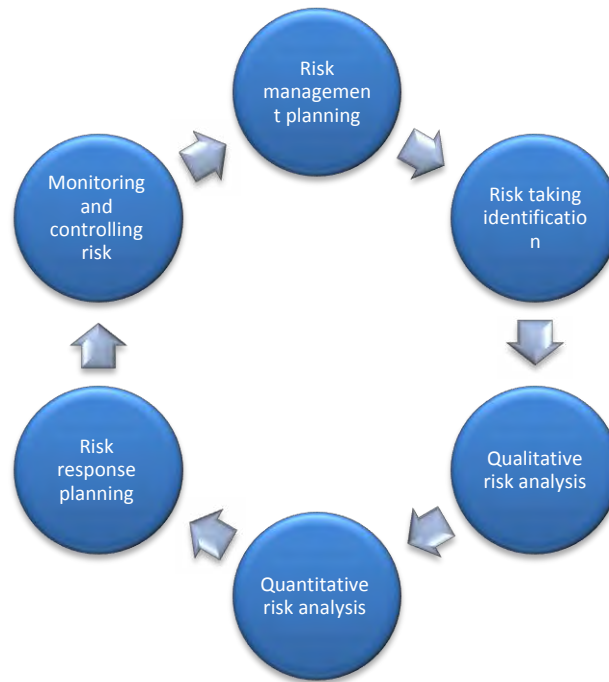 Risk
managemen
t planning
Risk taking
identificatio
n
Qualitative
risk analysis
Quantitative
risk analysis
Risk
response
planning
Monitoring
and
controlling
risk